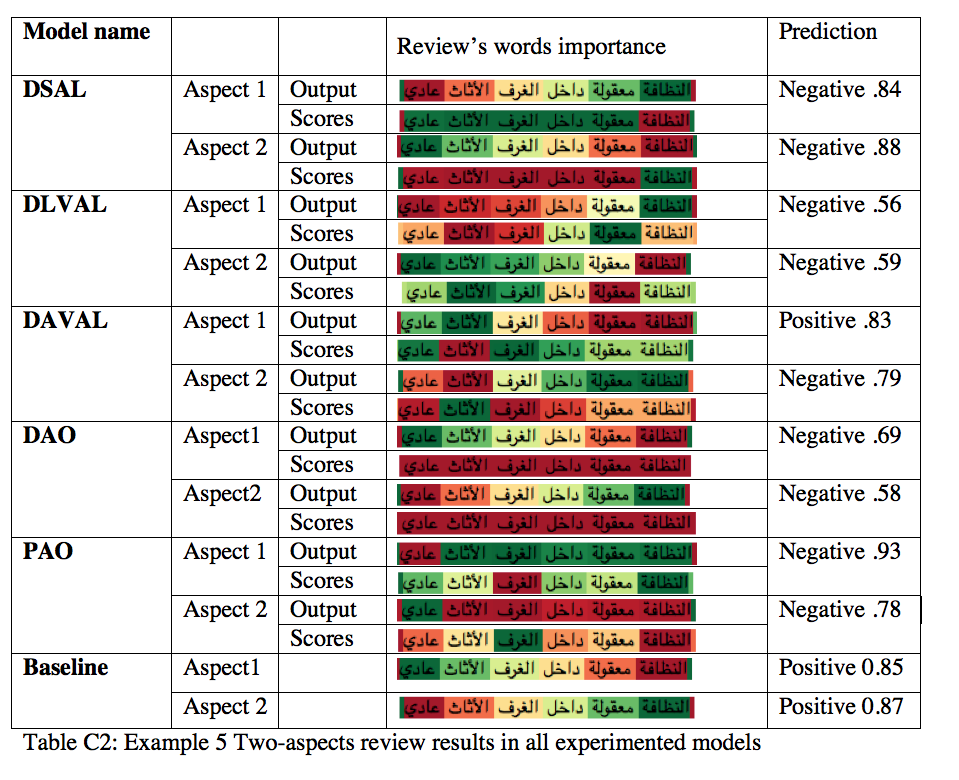 Model name Review's words importance Prediction
DSAL Aspect 1 Output النظافة معقولة داخل الغرف الأثاث عادي Negative .84
Scores النظافة معقولة داخل الغرف الأثاث عادي
Aspect 2 Output النظافة معقولة داخل الغرف الأثاث عادي Negative .88
Scores النظافة معقولة داخل الغرف الأثاث عادي
DLVAL Aspect 1 Output النظافة معقولة داخل الغرف الأثاث عادي Negative .56
Scores النظافة معقولة داخل الغرف الأثاث عادي
Aspect 2 Output النظافة معقولة داخل الغرف الأثاث عادي Negative .59
Scores النظافة معقولة داخل الغرف الأثاث عادي
DAVAL Aspect 1 Output النظافة معقولة داخل الغرف الأثاث عادي Positive .83
Scores النظافة معقولة داخل الغرف الأثاث عادي
Aspect 2 Output النظافة معقولة داخل الغرف الأثاث عادي Negative .79
Scores النظافة معقولة داخل الغرف الأثاث عادي
DAO Aspect1 Output النظافة معقولة داخل الغرف الأثاث عادي Negative .69
Scores النظافة معقولة داخل الغرف الأثاث عادي
Aspect2 Output النظافة معقولة داخل الغرف الأثاث عادي Negative .58
Scores النظافة معقولة داخل الغرف الأثاث عادي
PAO Aspect 1 Output النظافة معقولة داخل الغرف الأثاث عادي Negative .93
Scores النظافة معقولة داخل الغرف الأثاث عادي
Aspect 2 Output النظافة معقولة داخل الغرف الأثاث عادي Negative .78
Scores النظافة معقولة داخل الغرف الأثاث عادي
Baseline Aspect1 النظافة معقولة داخل الغرف الأثاث عادي Positive 0.85
Aspect 2 النظافة معقولة داخل الغرف الأثاث عادي Positive 0.87
Table C2: Example 5 Two-aspects review results in all experimented models